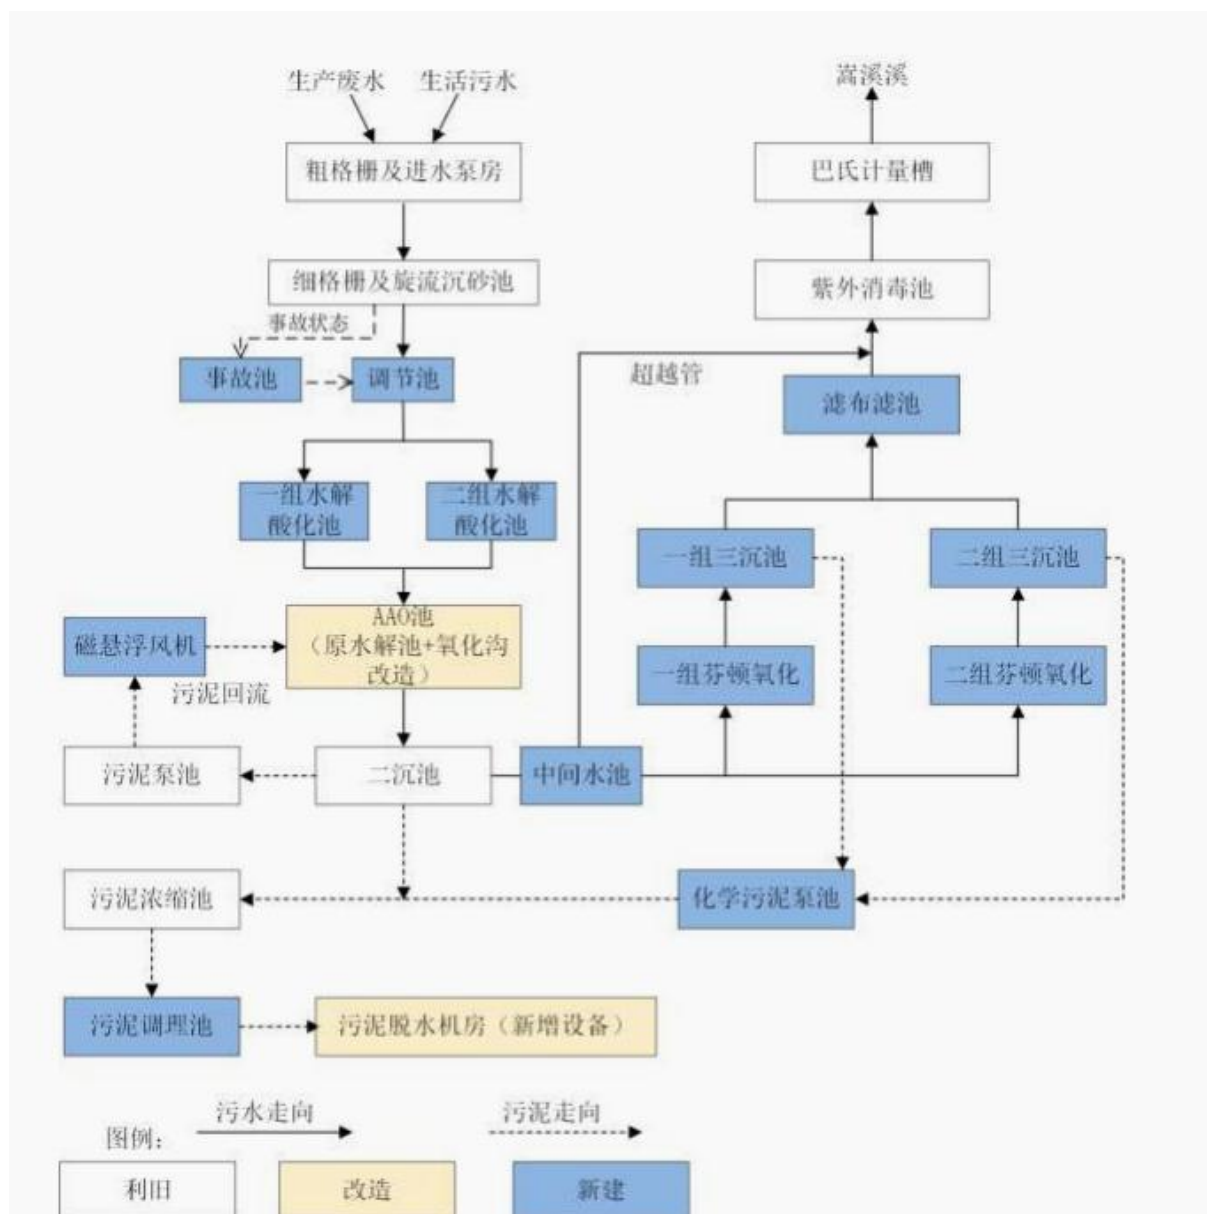 生产废水
生活污水
粗格栅及进水泵房
细格栅及旋流沉砂池
事故状态
事故池
调节池
一组水解
酸化池
二组水解
酸化池
磁悬浮风机
AAO池
（原水解池+氧化沟
改造）
污泥回流
污泥泵池
二沉池
中间水池
嵩溪溪
巴氏计量槽
紫外消毒池
超越管
滤布滤池
一组三沉池
二组三沉池
一组芬顿氧化
二组芬顿氧化
污泥浓缩池
化学污泥泵池
污泥调理池
污泥脱水机房（新增设备）
图例：
污水走向
污泥走向
利旧
改造
新建